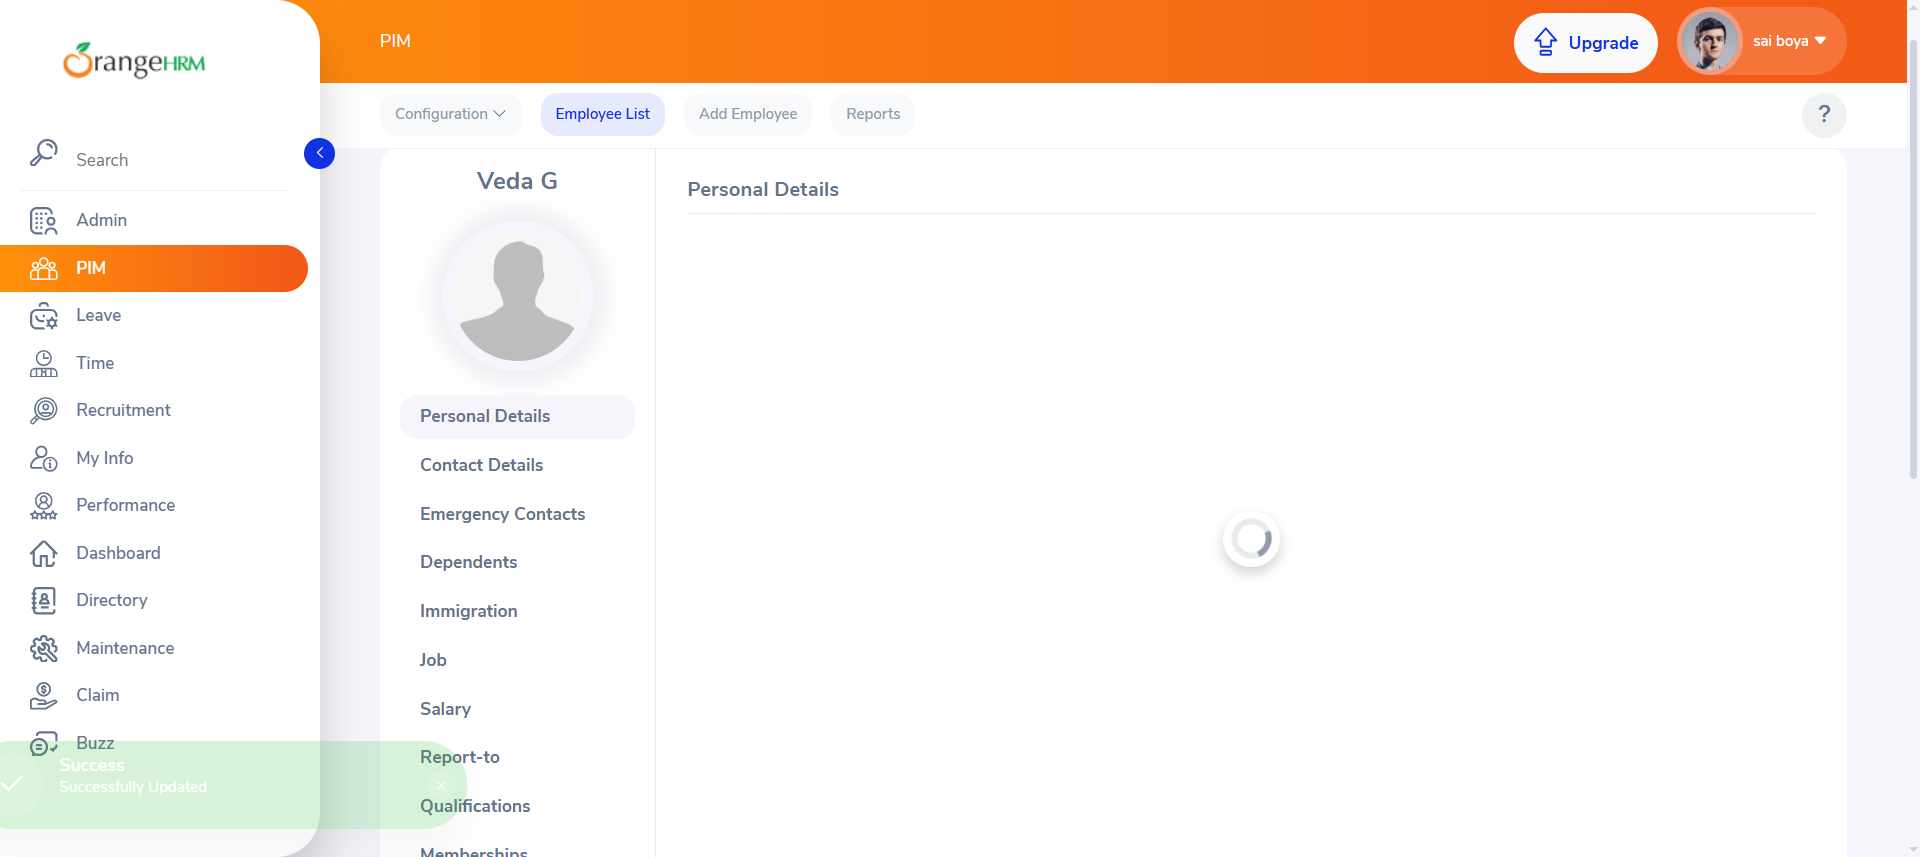 OrangeHRM
PIM
Upgrade
sai boya
Configuration
Employee List
Add Employee
Reports
?
Search
Admin
PIM
Leave
Time
Recruitment
My Info
Performance
Dashboard
Directory
Maintenance
Claim
Buzz
Success
Successfully Updated
Veda G
Personal Details
Contact Details
Emergency Contacts
Dependents
Immigration
Job
Salary
Report-to
Qualifications
Memberships
Personal Details